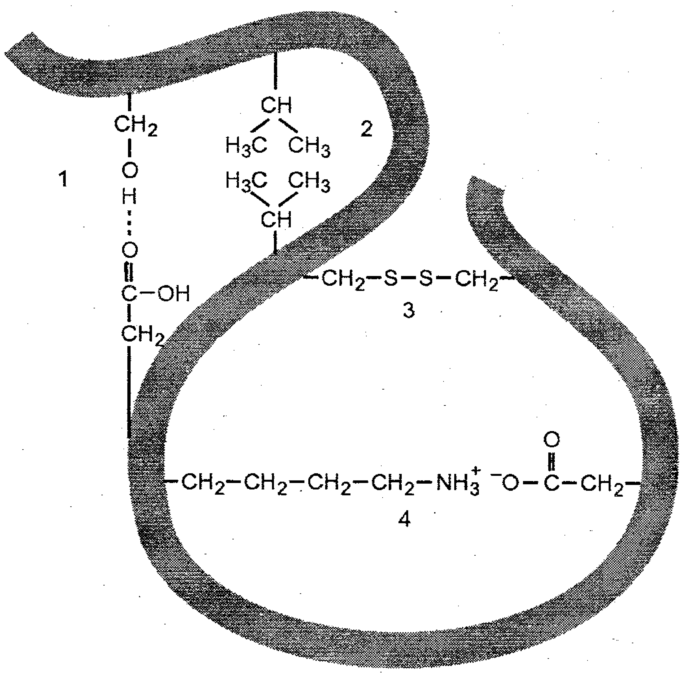 CH
CH₂
2
H₃C CH₃
O
1
H
H₃C CH₃
O
CH
C–OH
CH₂–S–S–CH₂
3
CH₂
O
CH₂–CH₂–CH₂–CH₂–NH₃⁺ ⁻O–C–CH₂
4